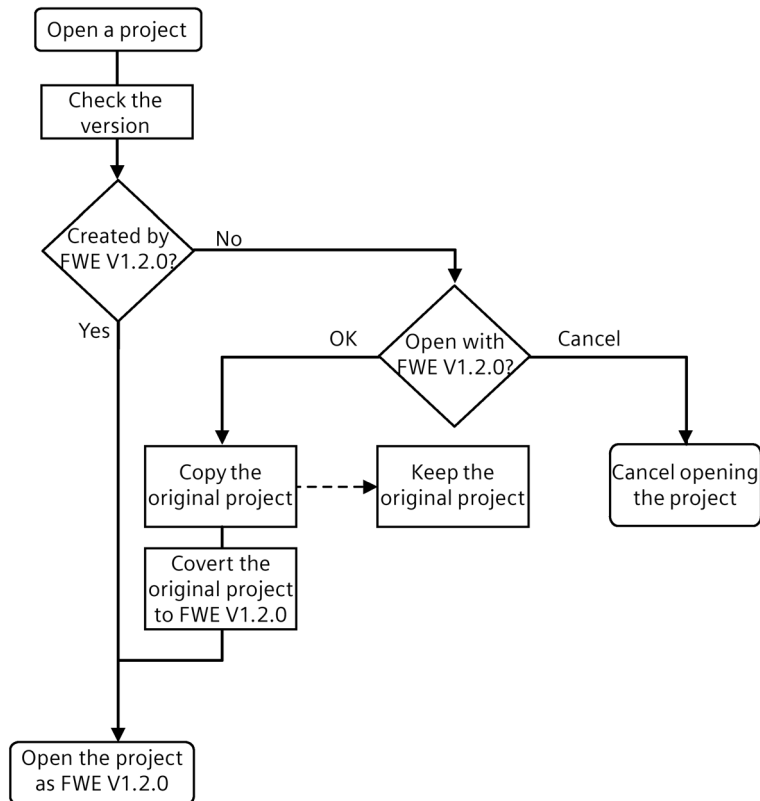 Open a project
Check the
version
Created by
FWE V1.2.0?
No
Yes
Open with
FWE V1.2.0?
OK
Cancel
Copy the
original project
Keep the
original project
Cancel opening
the project
Covert the
original project
to FWE V1.2.0
Open the project
as FWE V1.2.0